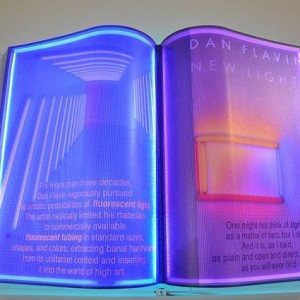 For more than three decades,
Dan Flavin vigorously pursued
the artistic possibilities of fluorescent light.
The artist radically limited his materials
to commercially available
fluorescent tubing in standard sizes,
shapes, and colors, extracting banal hardware
from its utilitarian context and inserting
it into the world of high art.
DAN FLAVIN
NEW LIGHT
One might not think of light
as a matter of fact, but I do.
And it is, as I said,
as plain and open and direct
as you will ever find.